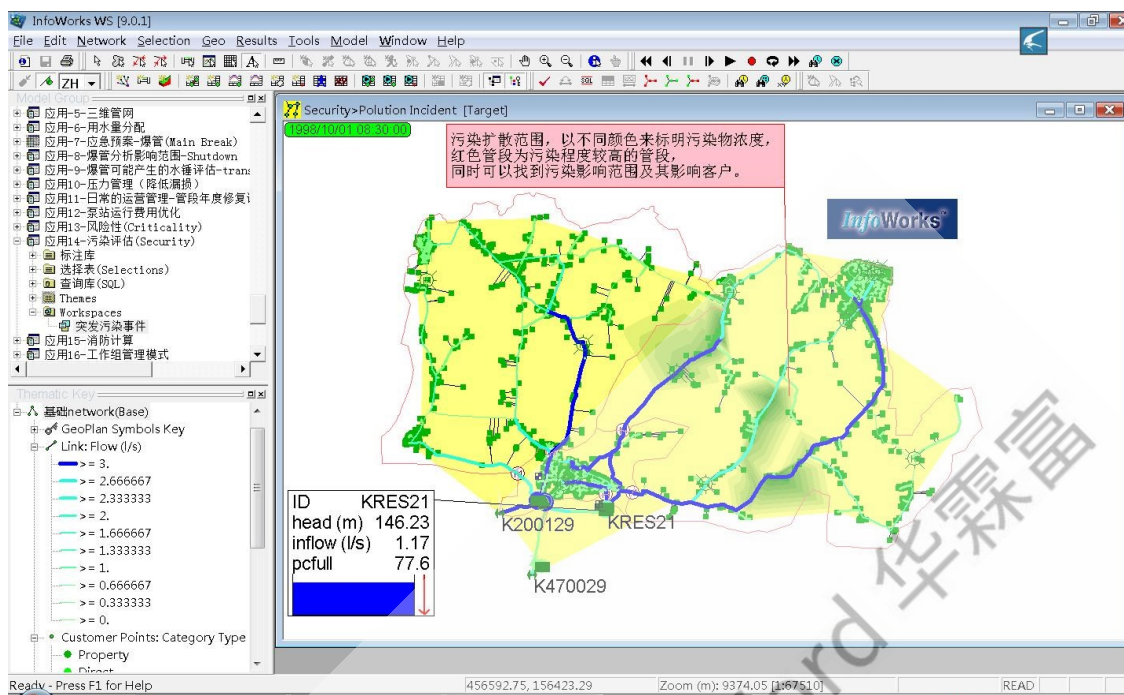 InfoWorks WS [9.0.1]
File Edit Network Selection Geo Results Tools Model Window Help
ZH
Model Group
应用-5-三维管网
应用-6-用水量分配
应用-7-应急预案-爆管(Main Break)
应用-8-爆管分析影响范围-Shutdown
应用-9-爆管可能产生的水锤评估-trans
应用10-压力管理（降低漏损）
应用11-日常的运营管理-管段年度修复
应用12-泵站运行费用优化
应用13-风险性(Criticality)
应用14-污染评估(Security)
标注库
选择表(Selections)
查询库(SQL)
Themes
Workspaces
突发污染事件
应用15-消防计算
应用16-工作组管理模式
Thematic Key
基础network(Base)
GeoPlan Symbols Key
Link: Flow (l/s)
>= 3.
>= 2.666667
>= 2.333333
>= 2.
>= 1.666667
>= 1.333333
>= 1.
>= 0.666667
>= 0.333333
>= 0.
Customer Points: Category Type
Property
Direct
Security>Polution Incident [Target]
1998/10/01 08:30:00
污染扩散范围，以不同颜色来标明污染物浓度，
红色管段为污染程度较高的管段，
同时可以找到污染影响范围及其影响客户。
InfoWorks™
ID KRES21
head (m) 146.23
inflow (l/s) 1.17
pcfull 77.6
K200129
KRES21
K470029
ord 华霖富
Ready - Press F1 for Help
456592.75, 156423.29
Zoom (m): 9374.05 [1:67510]
READ